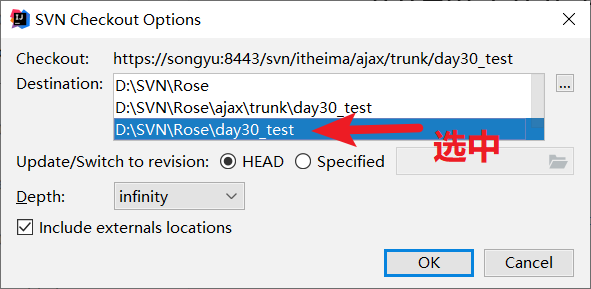 SVN Checkout Options
Checkout: https://songyu:8443/svn/itheima/ajax/trunk/day30_test
Destination: D:\SVN\Rose
D:\SVN\Rose\ajax\trunk\day30_test
D:\SVN\Rose\day30_test
选中
...
Update/Switch to revision: HEAD Specified
Depth: infinity
Include externals locations
OK Cancel